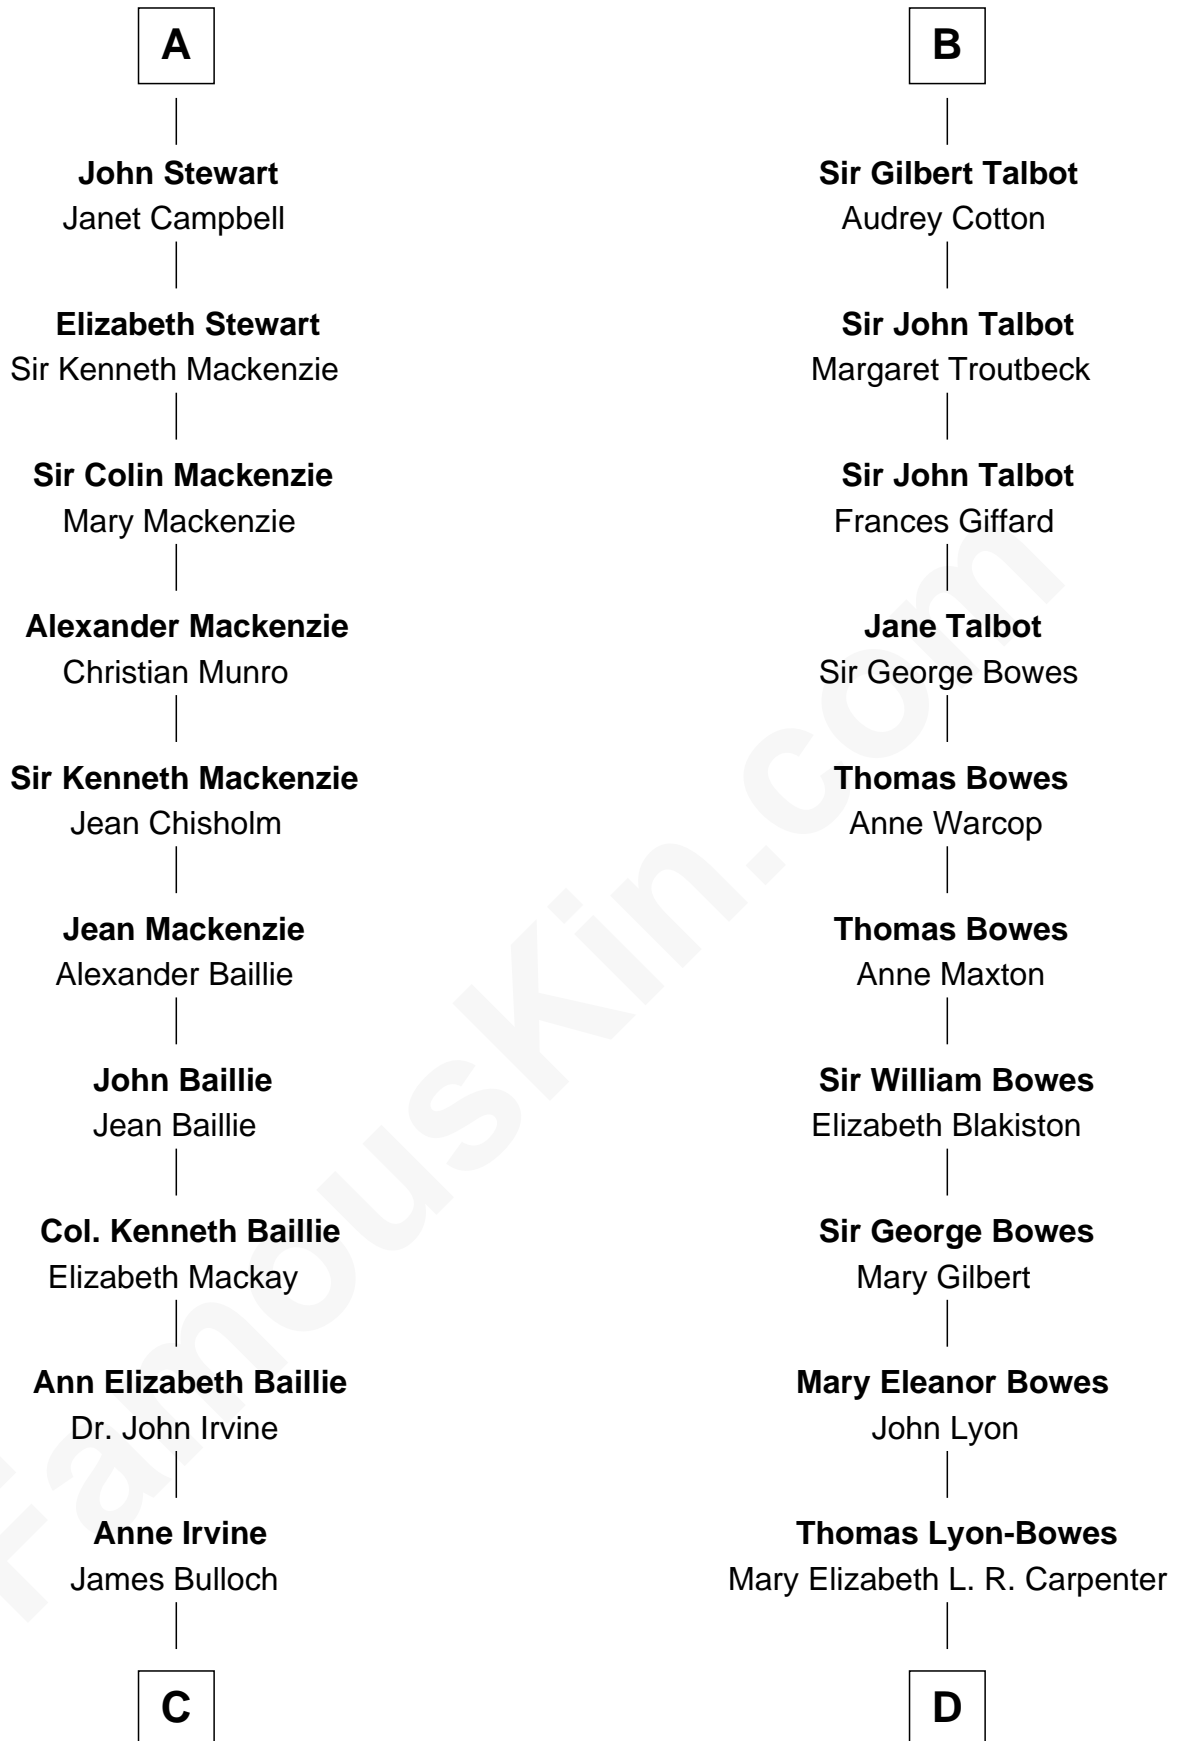 A
John Stewart
Janet Campbell
Elizabeth Stewart
Sir Kenneth Mackenzie
Sir Colin Mackenzie
Mary Mackenzie
Alexander Mackenzie
Christian Munro
Sir Kenneth Mackenzie
Jean Chisholm
Jean Mackenzie
Alexander Baillie
John Baillie
Jean Baillie
Col. Kenneth Baillie
Elizabeth Mackay
Ann Elizabeth Baillie
Dr. John Irvine
Anne Irvine
James Bulloch
C
B
Sir Gilbert Talbot
Audrey Cotton
Sir John Talbot
Margaret Troutbeck
Sir John Talbot
Frances Giffard
Jane Talbot
Sir George Bowes
Thomas Bowes
Anne Warcop
Thomas Bowes
Anne Maxton
Sir William Bowes
Elizabeth Blakiston
Sir George Bowes
Mary Gilbert
Mary Eleanor Bowes
John Lyon
Thomas Lyon-Bowes
Mary Elizabeth L. R. Carpenter
D
FamousKin.com